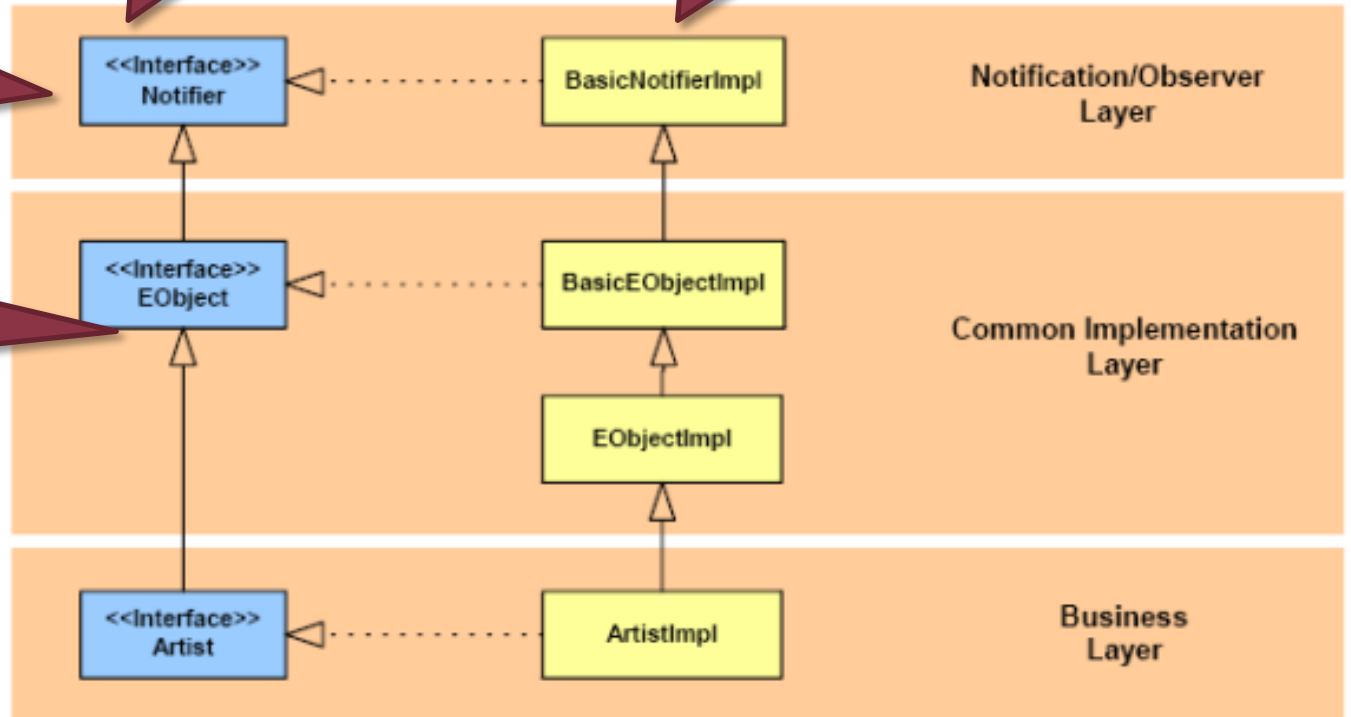 <<Interface>>
Notifier
BasicNotifierImpl
Notification/Observer
Layer
<<Interface>>
EObject
BasicEObjectImpl
Common Implementation
Layer
EObjectImpl
<<Interface>>
Artist
ArtistImpl
Business
Layer